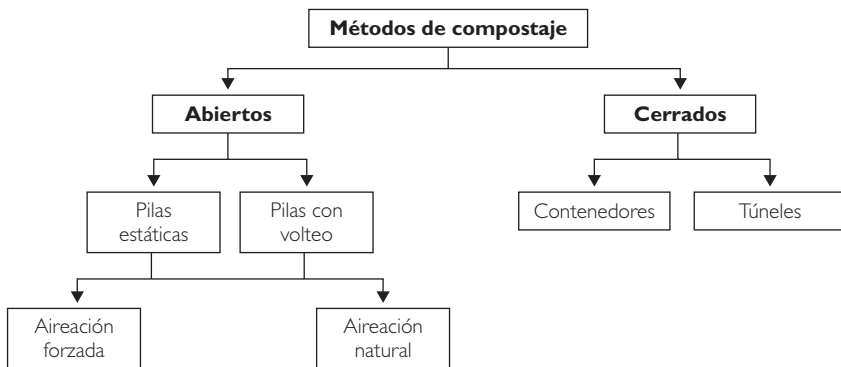 Métodos de compostaje
Abiertos
Cerrados
Pilas
estáticas
Pilas con
volteo
Contenedores
Túneles
Aireación
forzada
Aireación
natural